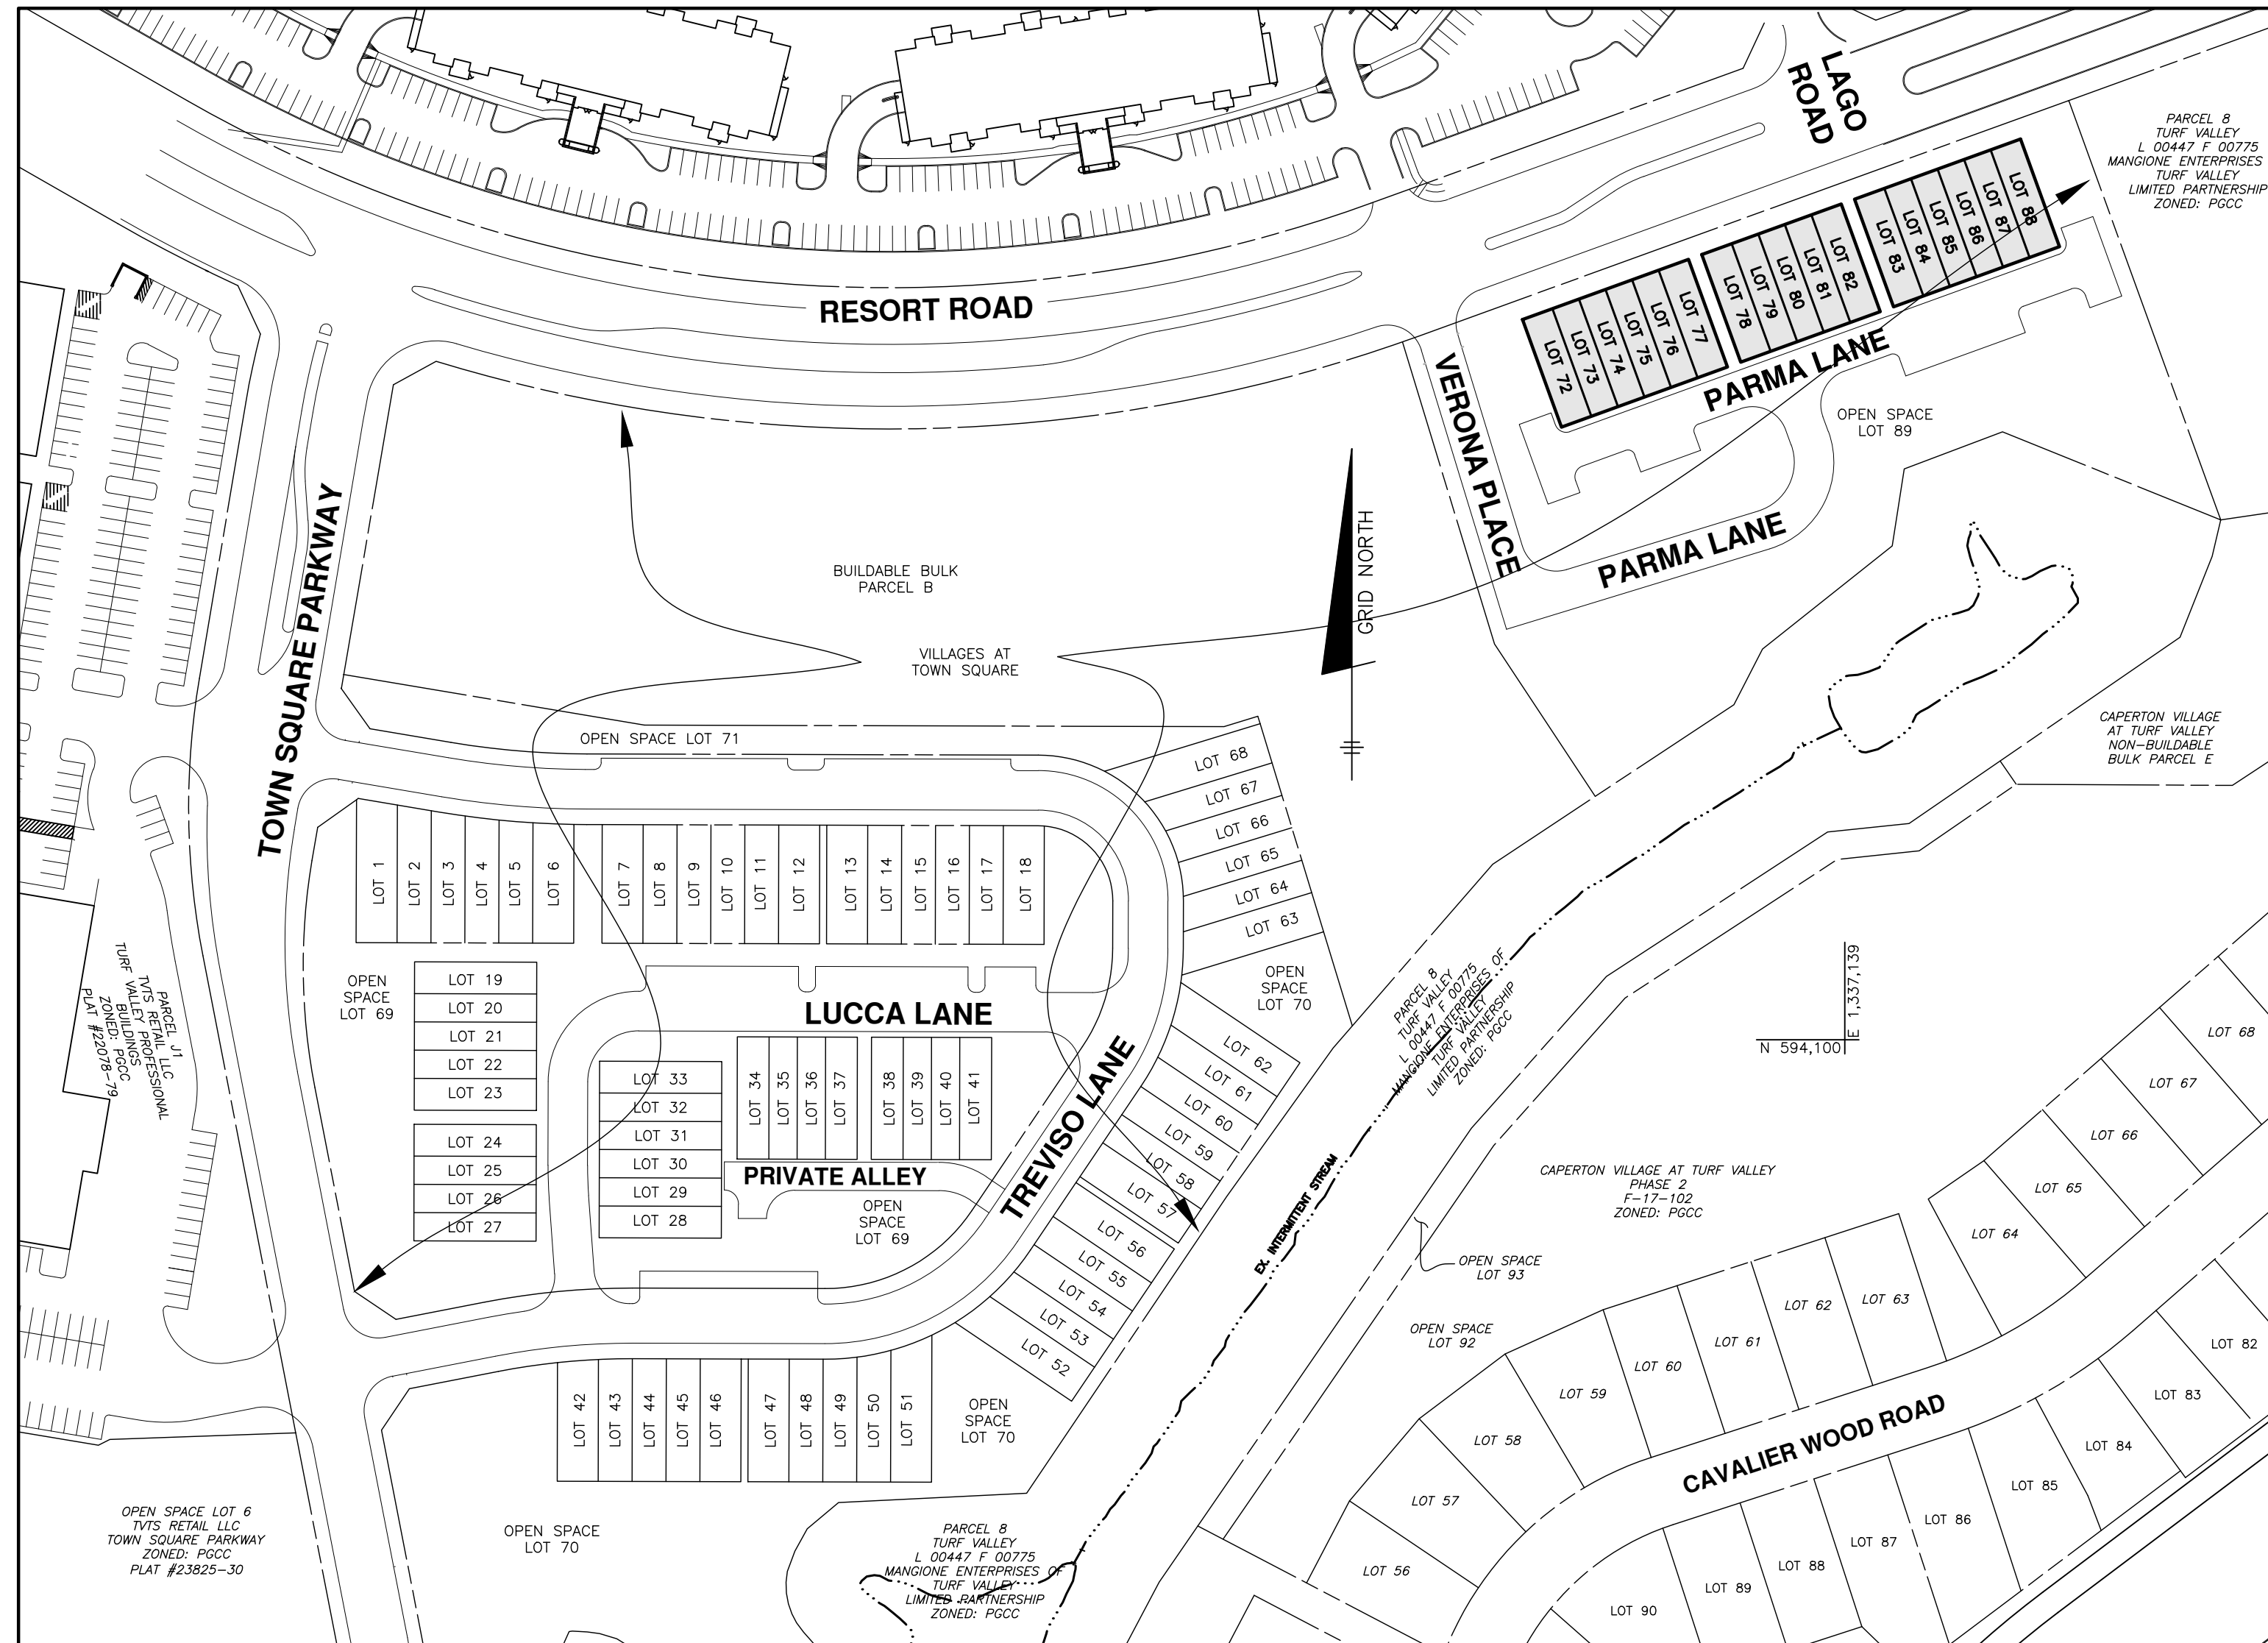 LAGO
ROAD
PARCEL 8
TURF VALLEY
L 00447 F 00775
MANGIONE ENTERPRISES
TURF VALLEY
LIMITED PARTNERSHIP
ZONED: PGCC
RESORT ROAD
LOT 72
LOT 73
LOT 74
LOT 75
LOT 76
LOT 77
LOT 78
LOT 79
LOT 80
LOT 81
LOT 82
LOT 83
LOT 84
LOT 85
LOT 86
LOT 87
LOT 88
PARMA LANE
VERONA PLACE
OPEN SPACE
LOT 89
PARMA LANE
GRID NORTH
TOWN SQUARE PARKWAY
BUILDABLE BULK
PARCEL B
VILLAGES AT
TOWN SQUARE
OPEN SPACE LOT 71
CAPERTON VILLAGE
AT TURF VALLEY
NON-BUILDABLE
BULK PARCEL E
LOT 68
LOT 67
LOT 66
LOT 65
LOT 64
LOT 63
LOT 1
LOT 2
LOT 3
LOT 4
LOT 5
LOT 6
LOT 7
LOT 8
LOT 9
LOT 10
LOT 11
LOT 12
LOT 13
LOT 14
LOT 15
LOT 16
LOT 17
LOT 18
OPEN
SPACE
LOT 69
LOT 19
LOT 20
LOT 21
LOT 22
LOT 23
LOT 24
LOT 25
LOT 26
LOT 27
LUCCA LANE
LOT 33
LOT 32
LOT 31
LOT 30
LOT 29
LOT 28
LOT 34
LOT 35
LOT 36
LOT 37
LOT 38
LOT 39
LOT 40
LOT 41
PRIVATE ALLEY
OPEN
SPACE
LOT 69
TREVISO LANE
OPEN
SPACE
LOT 70
LOT 62
LOT 61
LOT 60
LOT 59
LOT 58
LOT 57
LOT 56
LOT 55
LOT 54
LOT 53
LOT 52
PARCEL J1
TVTS RETAIL LLC
TURF VALLEY PROFESSIONAL
BUILDINGS
ZONED: PGCC
PLAT #22078-79
PARCEL 8
TURF VALLEY
L 00447 F 00775
MANGIONE ENTERPRISES OF
TURF VALLEY
LIMITED PARTNERSHIP
ZONED: PGCC
EX. INTERMITTENT STREAM
N 594,100
E 1,337,139
CAPERTON VILLAGE AT TURF VALLEY
PHASE 2
F-17-102
ZONED: PGCC
OPEN SPACE
LOT 93
OPEN SPACE
LOT 92
LOT 42
LOT 43
LOT 44
LOT 45
LOT 46
LOT 47
LOT 48
LOT 49
LOT 50
LOT 51
OPEN
SPACE
LOT 70
OPEN SPACE
LOT 70
OPEN SPACE LOT 6
TVTS RETAIL LLC
TOWN SQUARE PARKWAY
ZONED: PGCC
PLAT #23825-30
PARCEL 8
TURF VALLEY
L 00447 F 00775
MANGIONE ENTERPRISES OF
TURF VALLEY
LIMITED PARTNERSHIP
ZONED: PGCC
LOT 68
LOT 67
LOT 66
LOT 65
LOT 64
LOT 63
LOT 62
LOT 61
LOT 60
LOT 59
LOT 58
LOT 57
LOT 56
CAVALIER WOOD ROAD
LOT 82
LOT 83
LOT 84
LOT 85
LOT 86
LOT 87
LOT 88
LOT 89
LOT 90